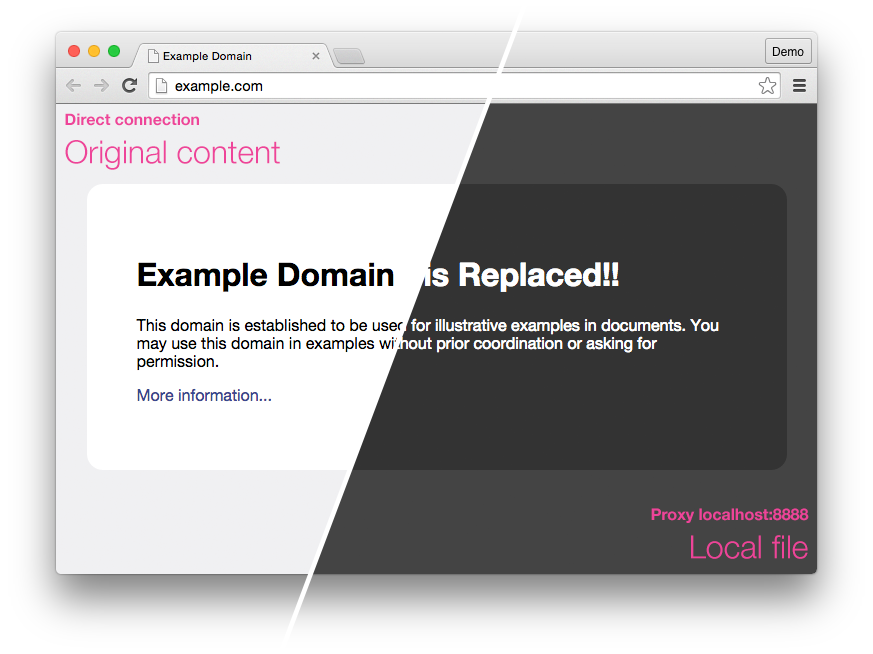 Example Domain
Demo
example.com
Direct connection
Original content
Example Domain is Replaced!!
This domain is established to be used for illustrative examples in documents. You
may use this domain in examples without prior coordination or asking for
permission.
More information...
Proxy localhost:8888
Local file